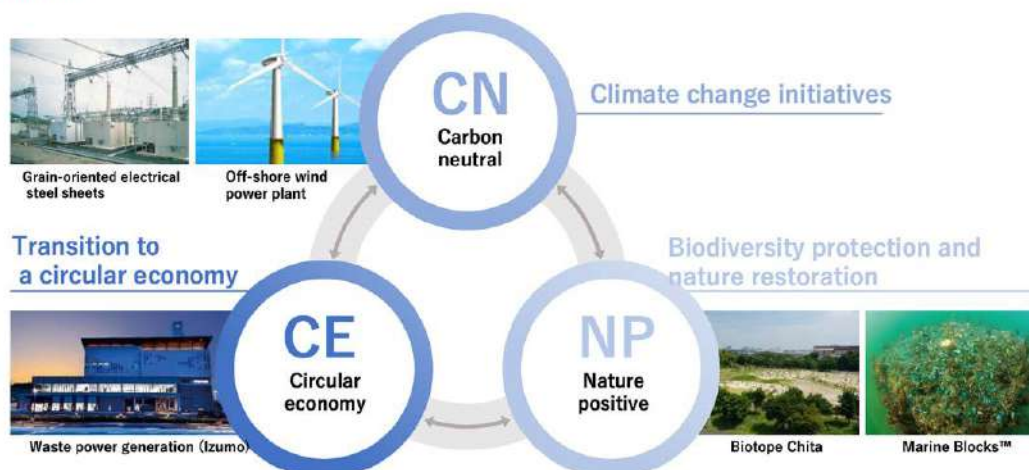 CN
Carbon
neutral
Climate change initiatives
Grain-oriented electrical
steel sheets
Off-shore wind
power plant
Transition to
a circular economy
Biodiversity protection and
nature restoration
CE
Circular
economy
NP
Nature
positive
Waste power generation (Izumo)
Biotope Chita
Marine Blocks™